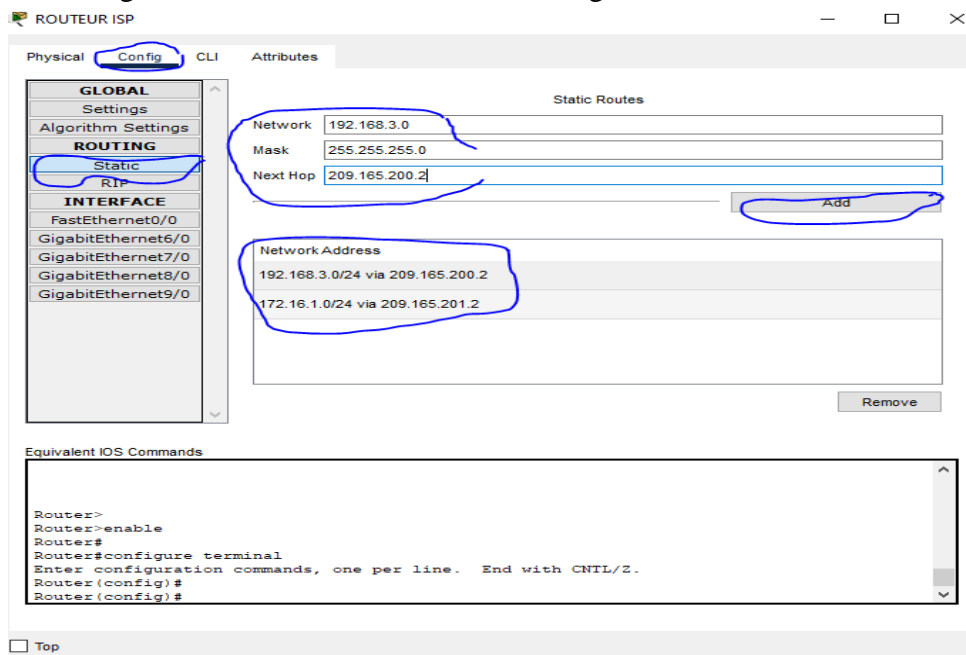 ROUTEUR ISP
Physical Config CLI Attributes
GLOBAL
Settings
Algorithm Settings
ROUTING
Static
RIP
INTERFACE
FastEthernet0/0
GigabitEthernet6/0
GigabitEthernet7/0
GigabitEthernet8/0
GigabitEthernet9/0
Static Routes
Network 192.168.3.0
Mask 255.255.255.0
Next Hop 209.165.200.2
Add
Network Address
192.168.3.0/24 via 209.165.200.2
172.16.1.0/24 via 209.165.201.2
Remove
Equivalent IOS Commands
Router>
Router>enable
Router#
Router#configure terminal
Enter configuration commands, one per line. End with CNTL/Z.
Router(config)#
Router(config)#
Top